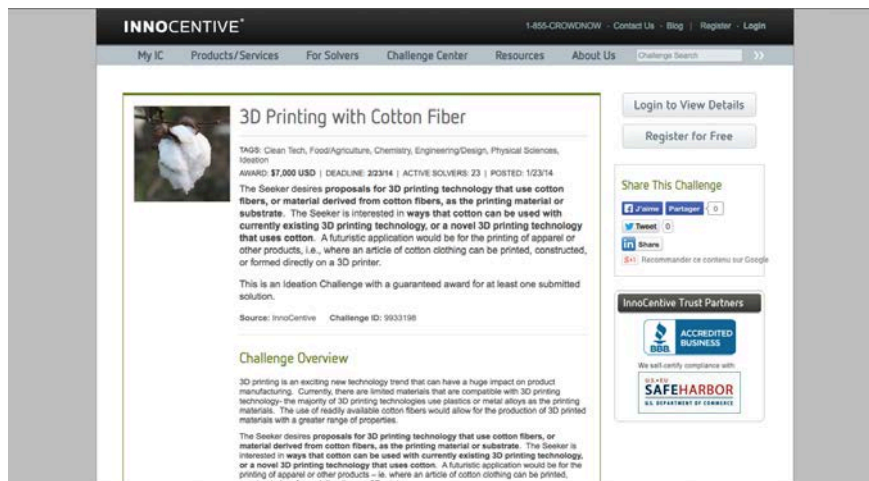 INNOCENTIVE®
1-855-CROWDNOW - Contact Us - Blog | Register - Login
My IC Products/Services For Solvers Challenge Center Resources About Us Challenge Search
3D Printing with Cotton Fiber
TAGS: Clean Tech, Food/Agriculture, Chemistry, Engineering/Design, Physical Sciences,
Ideation
AWARD: $7,000 USD | DEADLINE: 2/23/14 | ACTIVE SOLVERS: 23 | POSTED: 1/23/14
The Seeker desires proposals for 3D printing technology that use cotton
fibers, or material derived from cotton fibers, as the printing material or
substrate. The Seeker is interested in ways that cotton can be used with
currently existing 3D printing technology, or a novel 3D printing technology
that uses cotton. A futuristic application would be for the printing of apparel or
other products, i.e., where an article of cotton clothing can be printed, constructed,
or formed directly on a 3D printer.
This is an Ideation Challenge with a guaranteed award for at least one submitted
solution.
Source: InnoCentive Challenge ID: 9933198
Challenge Overview
3D printing is an exciting new technology trend that can have a huge impact on product
manufacturing. Currently, there are limited materials that are compatible with 3D printing
technology- the majority of 3D printing technologies use plastics or metal alloys as the printing
materials. The use of readily available cotton fibers would allow for the production of 3D printed
materials with a greater range of properties.
The Seeker desires proposals for 3D printing technology that use cotton fibers, or
material derived from cotton fibers, as the printing material or substrate. The Seeker is
interested in ways that cotton can be used with currently existing 3D printing technology,
or a novel 3D printing technology that uses cotton. A futuristic application would be for the
printing of apparel or other products – ie. where an article of cotton clothing can be printed,
Login to View Details
Register for Free
Share This Challenge
J'aime Partager 0
Tweet 0
in Share
g+1 Recommander ce contenu sur Google
InnoCentive Trust Partners
BBB. ACCREDITED
BUSINESS
We self-certify compliance with:
U.S.-EU
SAFEHARBOR
U.S. DEPARTMENT OF COMMERCE